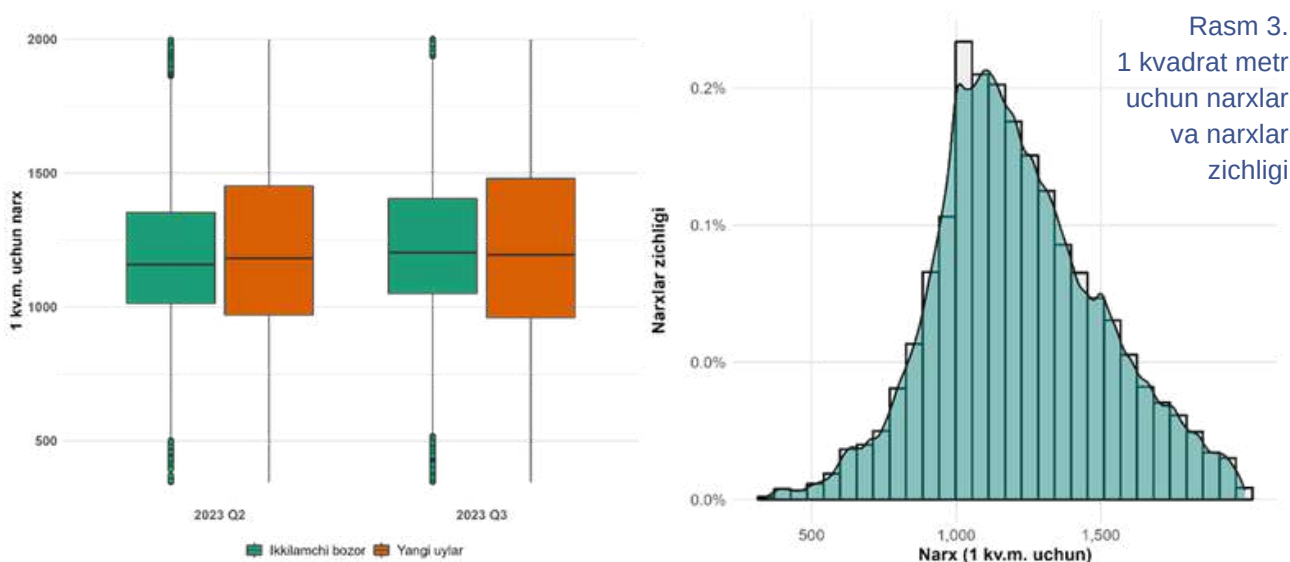 Rasm 3.
1 kvadrat metr
uchun narxlar
va narxlar
zichligi
1 kv.m. uchun narx
2000
1500
1000
500
2023 Q2
2023 Q3
Ikkilamchi bozor
Yangi uylar
Narxlar zichligi
0.2%
0.1%
0.0%
0.0%
500
1,000
1,500
Narx (1 kv.m. uchun)